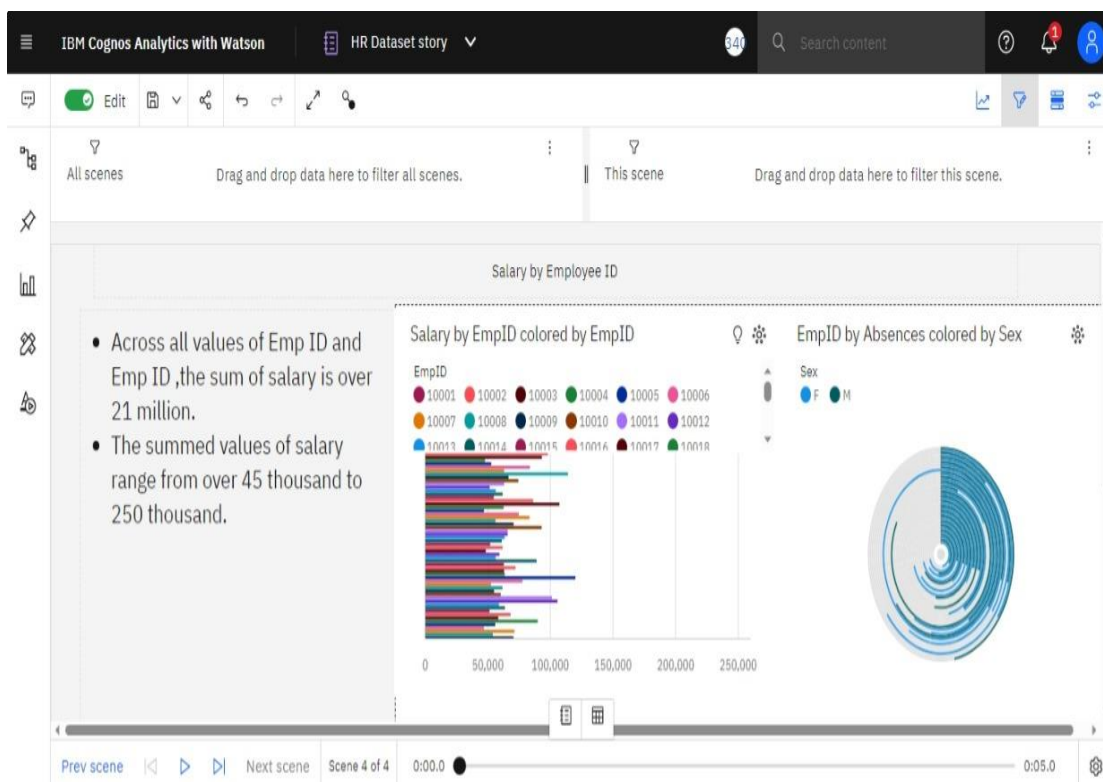 IBM Cognos Analytics with Watson
HR Dataset story
340
Search content
1
Edit
All scenes
Drag and drop data here to filter all scenes.
This scene
Drag and drop data here to filter this scene.
Salary by Employee ID
• Across all values of Emp ID and
Emp ID ,the sum of salary is over
21 million.
• The summed values of salary
range from over 45 thousand to
250 thousand.
Salary by EmpID colored by EmpID
EmpID
10001 10002 10003 10004 10005 10006
10007 10008 10009 10010 10011 10012
10013 10014 10015 10016 10017 10018
0 50,000 100,000 150,000 200,000 250,000
EmpID by Absences colored by Sex
Sex
F M
Prev scene
Next scene
Scene 4 of 4
0:00.0
0:05.0